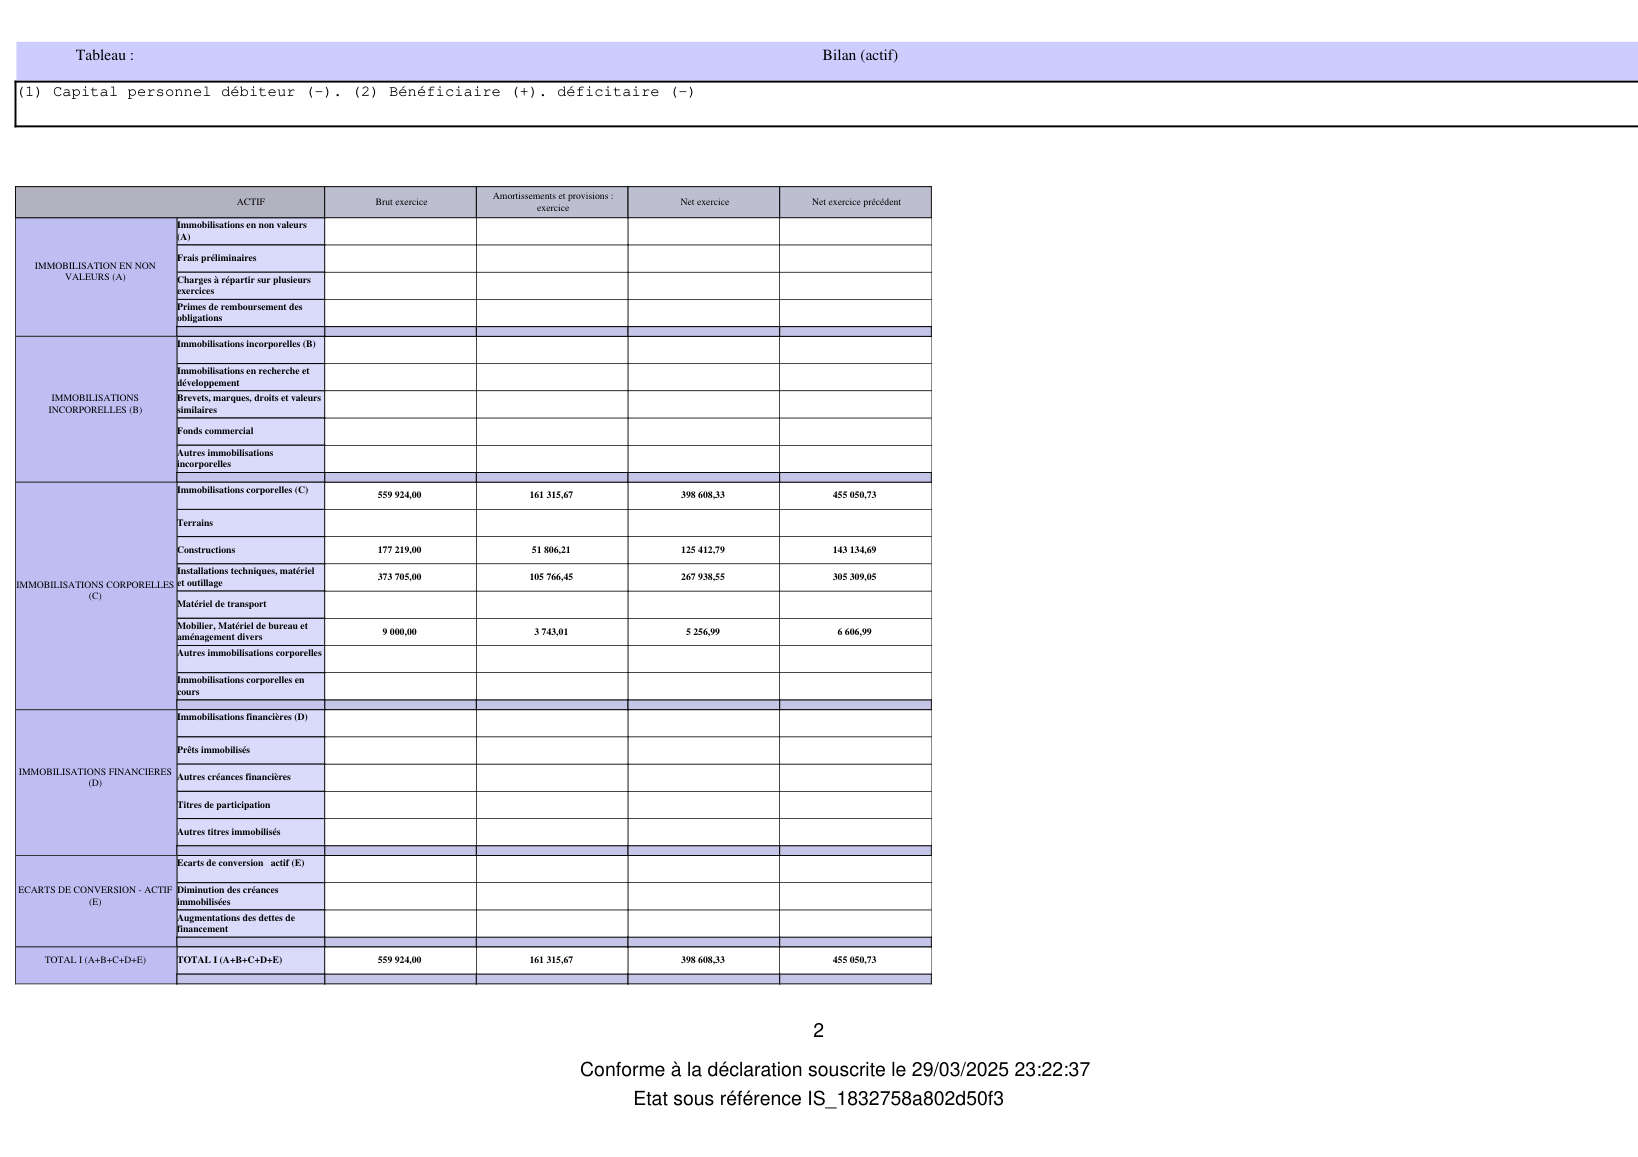 Tableau : Bilan (actif)
(1) Capital personnel débiteur (-). (2) Bénéficiaire (+). déficitaire (-)
ACTIF Brut exercice Amortissements et provisions : exercice Net exercice Net exercice précédent
IMMOBILISATION EN NON VALEURS (A)
Immobilisations en non valeurs (A)
Frais préliminaires
Charges à répartir sur plusieurs exercices
Primes de remboursement des obligations
IMMOBILISATIONS INCORPORELLES (B)
Immobilisations incorporelles (B)
Immobilisations en recherche et développement
Brevets, marques, droits et valeurs similaires
Fonds commercial
Autres immobilisations incorporelles
IMMOBILISATIONS CORPORELLES (C)
Immobilisations corporelles (C) 559 924,00 161 315,67 398 608,33 455 050,73
Terrains
Constructions 177 219,00 51 806,21 125 412,79 143 134,69
Installations techniques, matériel et outillage 373 705,00 105 766,45 267 938,55 305 309,05
Matériel de transport
Mobilier, Matériel de bureau et aménagement divers 9 000,00 3 743,01 5 256,99 6 606,99
Autres immobilisations corporelles
Immobilisations corporelles en cours
IMMOBILISATIONS FINANCIERES (D)
Immobilisations financières (D)
Prêts immobilisés
Autres créances financières
Titres de participation
Autres titres immobilisés
ECARTS DE CONVERSION - ACTIF (E)
Ecarts de conversion actif (E)
Diminution des créances immobilisées
Augmentations des dettes de financement
TOTAL I (A+B+C+D+E) TOTAL I (A+B+C+D+E) 559 924,00 161 315,67 398 608,33 455 050,73
2
Conforme à la déclaration souscrite le 29/03/2025 23:22:37
Etat sous référence IS_1832758a802d50f3